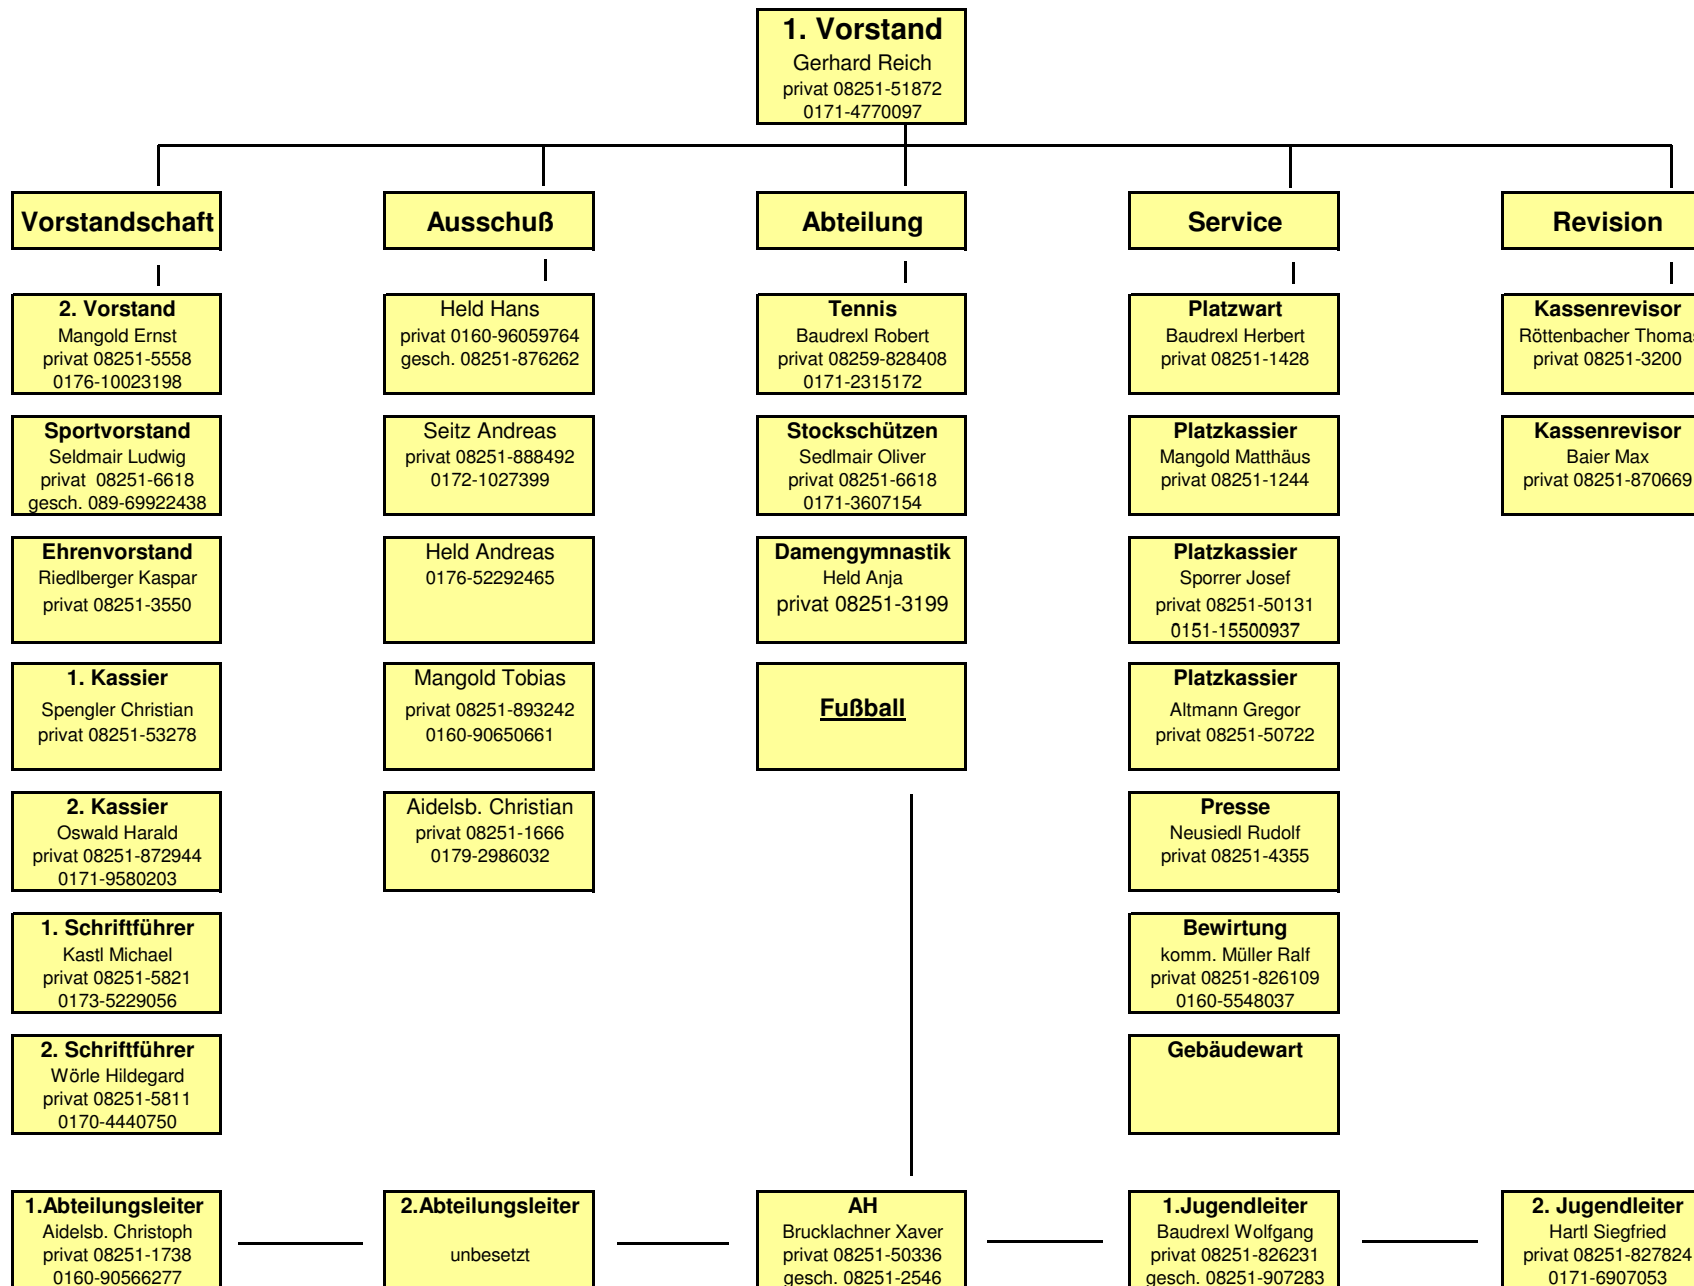 1. Vorstand
Gerhard Reich
privat 08251-51872
0171-4770097
Vorstandschaft
Ausschuß
Abteilung
Service
Revision
2. Vorstand
Mangold Ernst
privat 08251-5558
0176-10023198
Held Hans
privat 0160-96059764
gesch. 08251-876262
Tennis
Baudrexl Robert
privat 08259-828408
0171-2315172
Platzwart
Baudrexl Herbert
privat 08251-1428
Kassenrevisor
Röttenbacher Thomas
privat 08251-3200
Sportvorstand
Seldmair Ludwig
privat 08251-6618
gesch. 089-69922438
Seitz Andreas
privat 08251-888492
0172-1027399
Stockschützen
Sedlmair Oliver
privat 08251-6618
0171-3607154
Platzkassier
Mangold Matthäus
privat 08251-1244
Kassenrevisor
Baier Max
privat 08251-870669
Ehrenvorstand
Riedlberger Kaspar
privat 08251-3550
Held Andreas
0176-52292465
Damengymnastik
Held Anja
privat 08251-3199
Platzkassier
Sporrer Josef
privat 08251-50131
0151-15500937
1. Kassier
Spengler Christian
privat 08251-53278
Mangold Tobias
privat 08251-893242
0160-90650661
Fußball
Platzkassier
Altmann Gregor
privat 08251-50722
2. Kassier
Oswald Harald
privat 08251-872944
0171-9580203
Aidelsb. Christian
privat 08251-1666
0179-2986032
Presse
Neusiedl Rudolf
privat 08251-4355
1. Schriftführer
Kastl Michael
privat 08251-5821
0173-5229056
Bewirtung
komm. Müller Ralf
privat 08251-826109
0160-5548037
2. Schriftführer
Wörle Hildegard
privat 08251-5811
0170-4440750
Gebäudewart
1.Abteilungsleiter
Aidelsb. Christoph
privat 08251-1738
0160-90566277
2.Abteilungsleiter
unbesetzt
AH
Brucklachner Xaver
privat 08251-50336
gesch. 08251-2546
1.Jugendleiter
Baudrexl Wolfgang
privat 08251-826231
gesch. 08251-907283
2. Jugendleiter
Hartl Siegfried
privat 08251-827824
0171-6907053